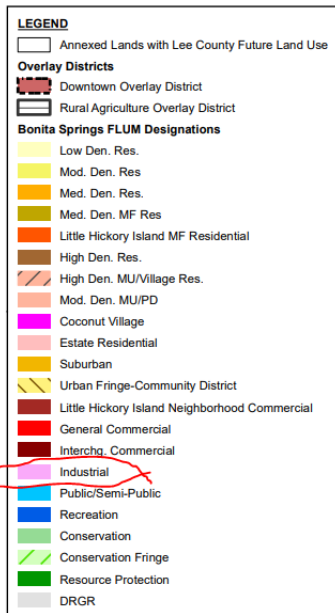 LEGEND
Annexed Lands with Lee County Future Land Use
Overlay Districts
Downtown Overlay District
Rural Agriculture Overlay District
Bonita Springs FLUM Designations
Low Den. Res.
Mod. Den. Res
Med. Den. Res.
Med. Den. MF Res
Little Hickory Island MF Residential
High Den. Res.
High Den. MU/Village Res.
Mod. Den. MU/PD
Coconut Village
Estate Residential
Suburban
Urban Fringe-Community District
Little Hickory Island Neighborhood Commercial
General Commercial
Interchg. Commercial
Industrial
Public/Semi-Public
Recreation
Conservation
Conservation Fringe
Resource Protection
DRGR